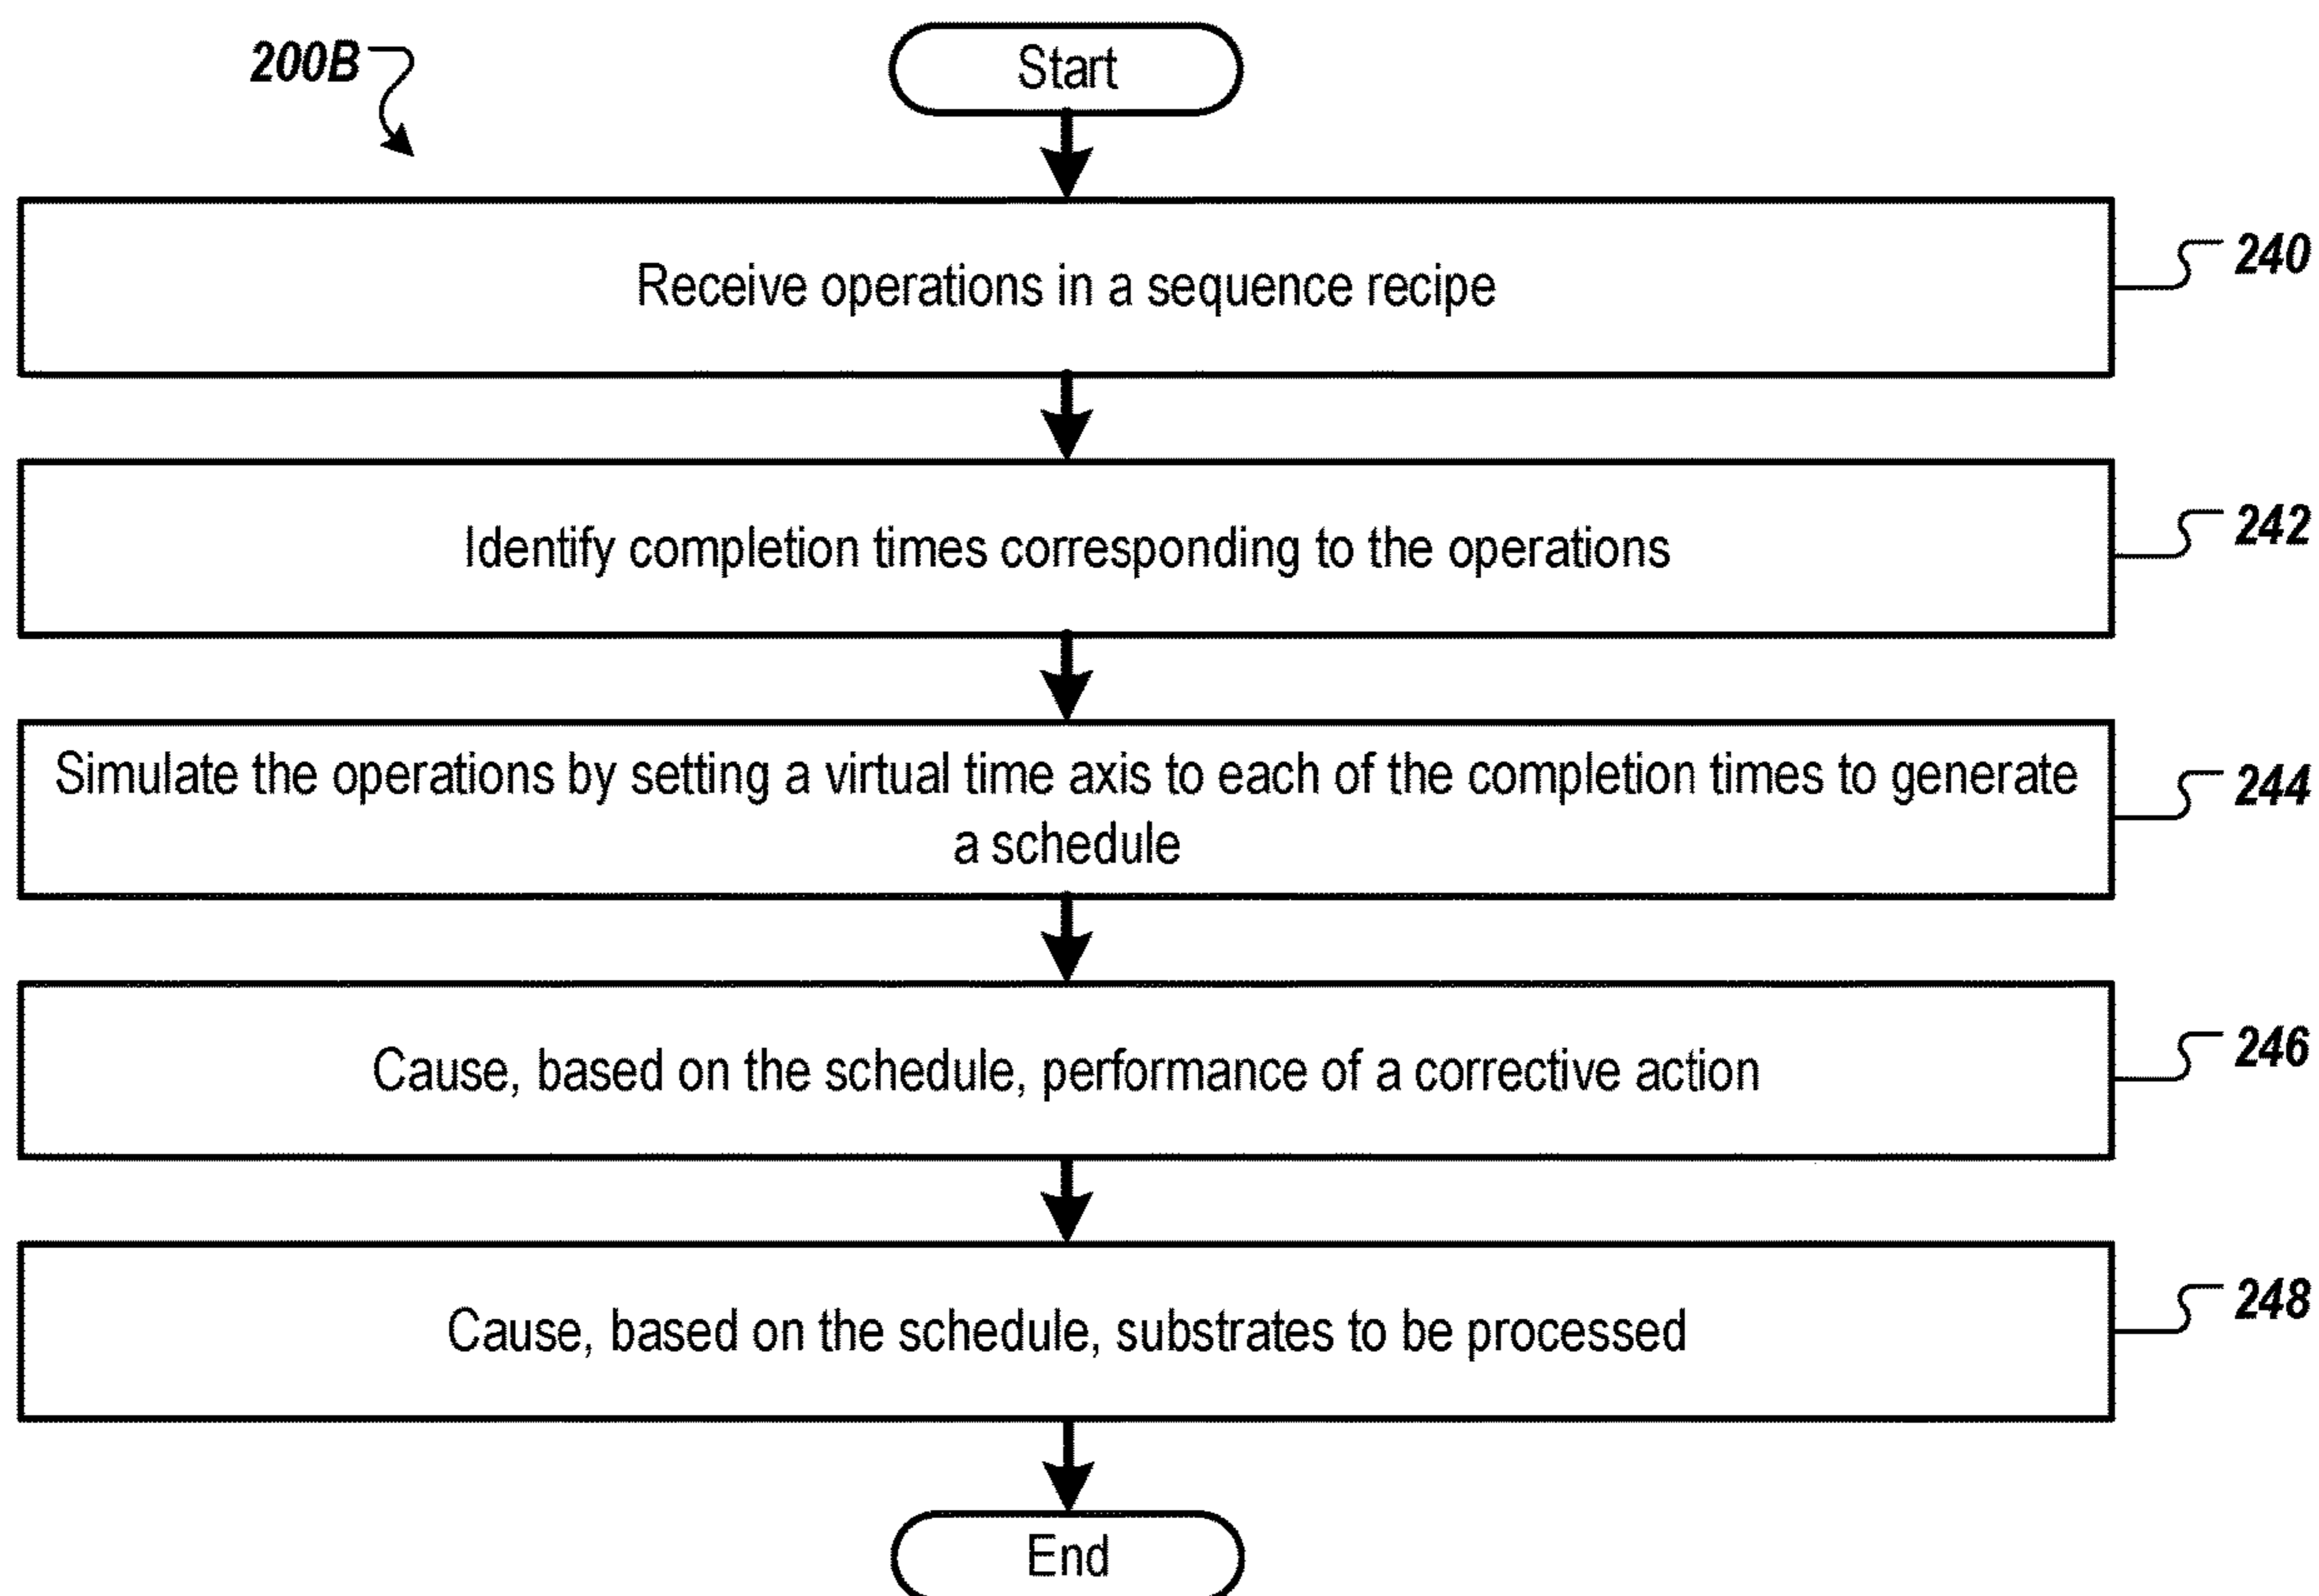 200B
Start
Receive operations in a sequence recipe
240
Identify completion times corresponding to the operations
242
Simulate the operations by setting a virtual time axis to each of the completion times to generate
a schedule
244
Cause, based on the schedule, performance of a corrective action
246
Cause, based on the schedule, substrates to be processed
248
End